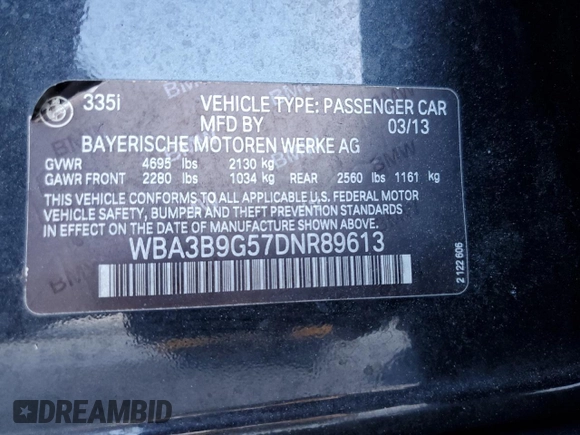 335i VEHICLE TYPE: PASSENGER CAR
MFD BY 03/13
BAYERISCHE MOTOREN WERKE AG
GVWR 4695 lbs 2130 kg
GAWR FRONT 2280 lbs 1034 kg REAR 2560 lbs 1161 kg
THIS VEHICLE CONFORMS TO ALL APPLICABLE U.S. FEDERAL MOTOR
VEHICLE SAFETY, BUMPER AND THEFT PREVENTION STANDARDS
IN EFFECT ON THE DATE OF MANUFACTURE SHOWN ABOVE.
WBA3B9G57DNR89613
2 122 606
DREAMBID